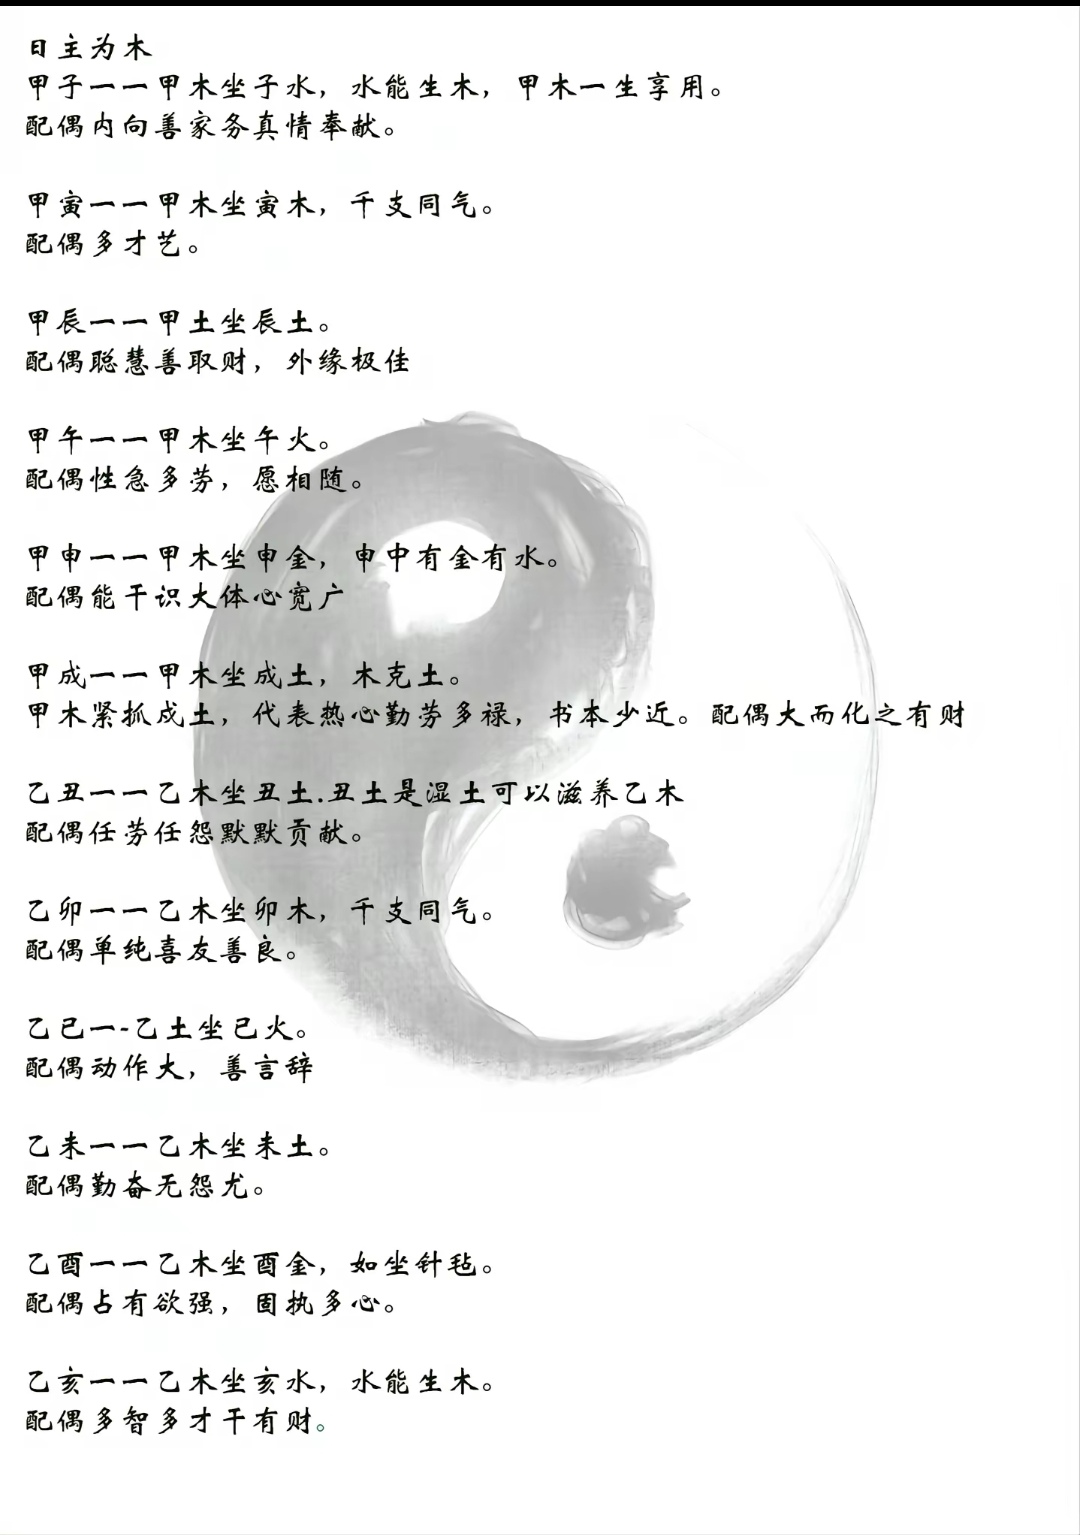 日主为木
甲子一一甲木坐子水，水能生木，甲木一生享用。
配偶内向善家务真情奉献。
甲寅一一甲木坐寅木，千支同气。
配偶多才艺。
甲辰一一甲土坐辰土。
配偶聪慧善取财，外缘极佳
甲午一一甲木坐午火。
配偶性急多劳，愿相随。
甲申一一甲木坐申金，申中有金有水。
配偶能干识大体心宽广
甲成一一甲木坐成土，木克土。
甲木紧抓戍土，代表热心勤劳多禄，书本少近。配偶大而化之有财
乙丑一一乙木坐丑土.丑土是湿土可以滋养乙木
配偶任劳任怨默默贡献。
乙卯一一乙木坐卯木，千支同气。
配偶单纯喜友善良。
乙已一-乙土坐已火。
配偶动作大，善言辞
乙未一一乙木坐未土。
配偶勤奋无怨尤。
乙酉一一乙木坐酉金，如坐针毡。
配偶占有欲强，固执多心。
乙亥一一乙木坐亥水，水能生木。
配偶多智多才干有财。